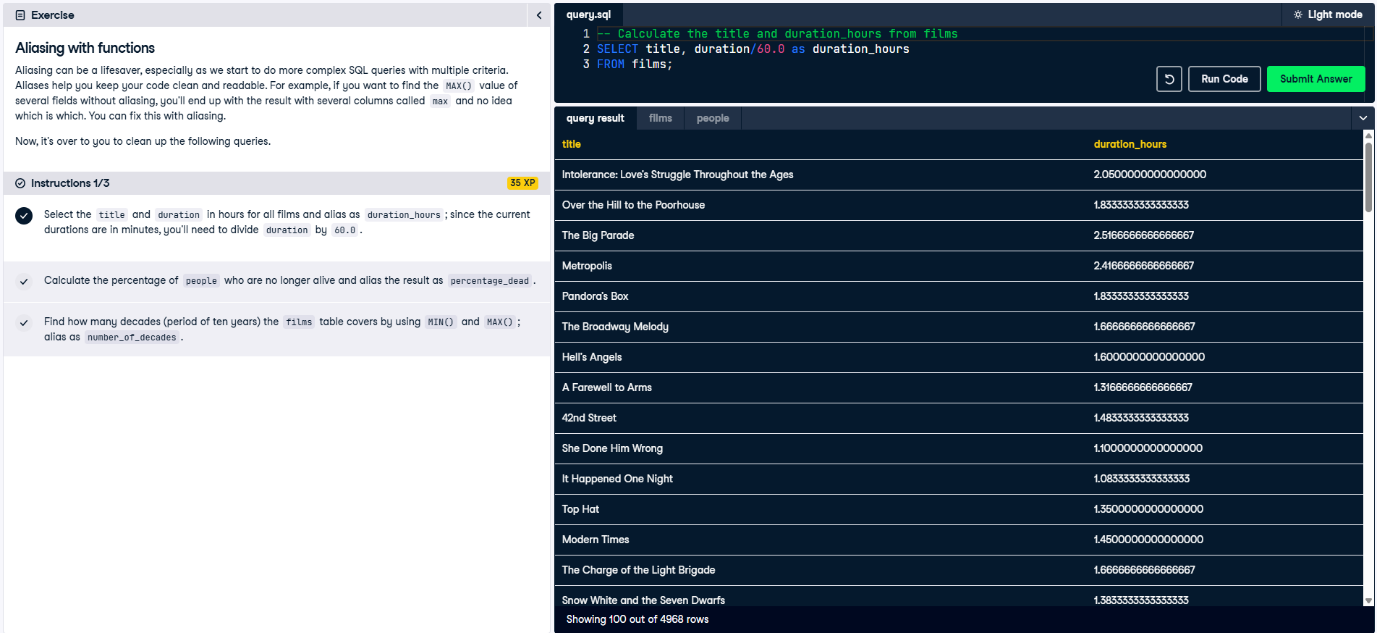 Exercise
Aliasing with functions
Aliasing can be a lifesaver, especially as we start to do more complex SQL queries with multiple criteria.
Aliases help you keep your code clean and readable. For example, if you want to find the MAX() value of
several fields without aliasing, you'll end up with the result with several columns called max and no idea
which is which. You can fix this with aliasing.
Now, it's over to you to clean up the following queries.
Instructions 1/3
35 XP
Select the title and duration in hours for all films and alias as duration_hours; since the current
durations are in minutes, you'll need to divide duration by 60.0.
Calculate the percentage of people who are no longer alive and alias the result as percentage_dead.
Find how many decades (period of ten years) the films table covers by using MIN() and MAX();
alias as number_of_decades.
query.sql
Light mode
1 -- Calculate the title and duration_hours from films
2 SELECT title, duration/60.0 as duration_hours
3 FROM films;
Run Code
Submit Answer
query result films people
title duration_hours
Intolerance: Love's Struggle Throughout the Ages 2.0500000000000000
Over the Hill to the Poorhouse 1.8333333333333333
The Big Parade 2.5166666666666667
Metropolis 2.4166666666666667
Pandora's Box 1.8333333333333333
The Broadway Melody 1.6666666666666667
Hell's Angels 1.6000000000000000
A Farewell to Arms 1.3166666666666667
42nd Street 1.4833333333333333
She Done Him Wrong 1.1000000000000000
It Happened One Night 1.0833333333333333
Top Hat 1.3500000000000000
Modern Times 1.4500000000000000
The Charge of the Light Brigade 1.6666666666666667
Snow White and the Seven Dwarfs 1.3833333333333333
Showing 100 out of 4968 rows